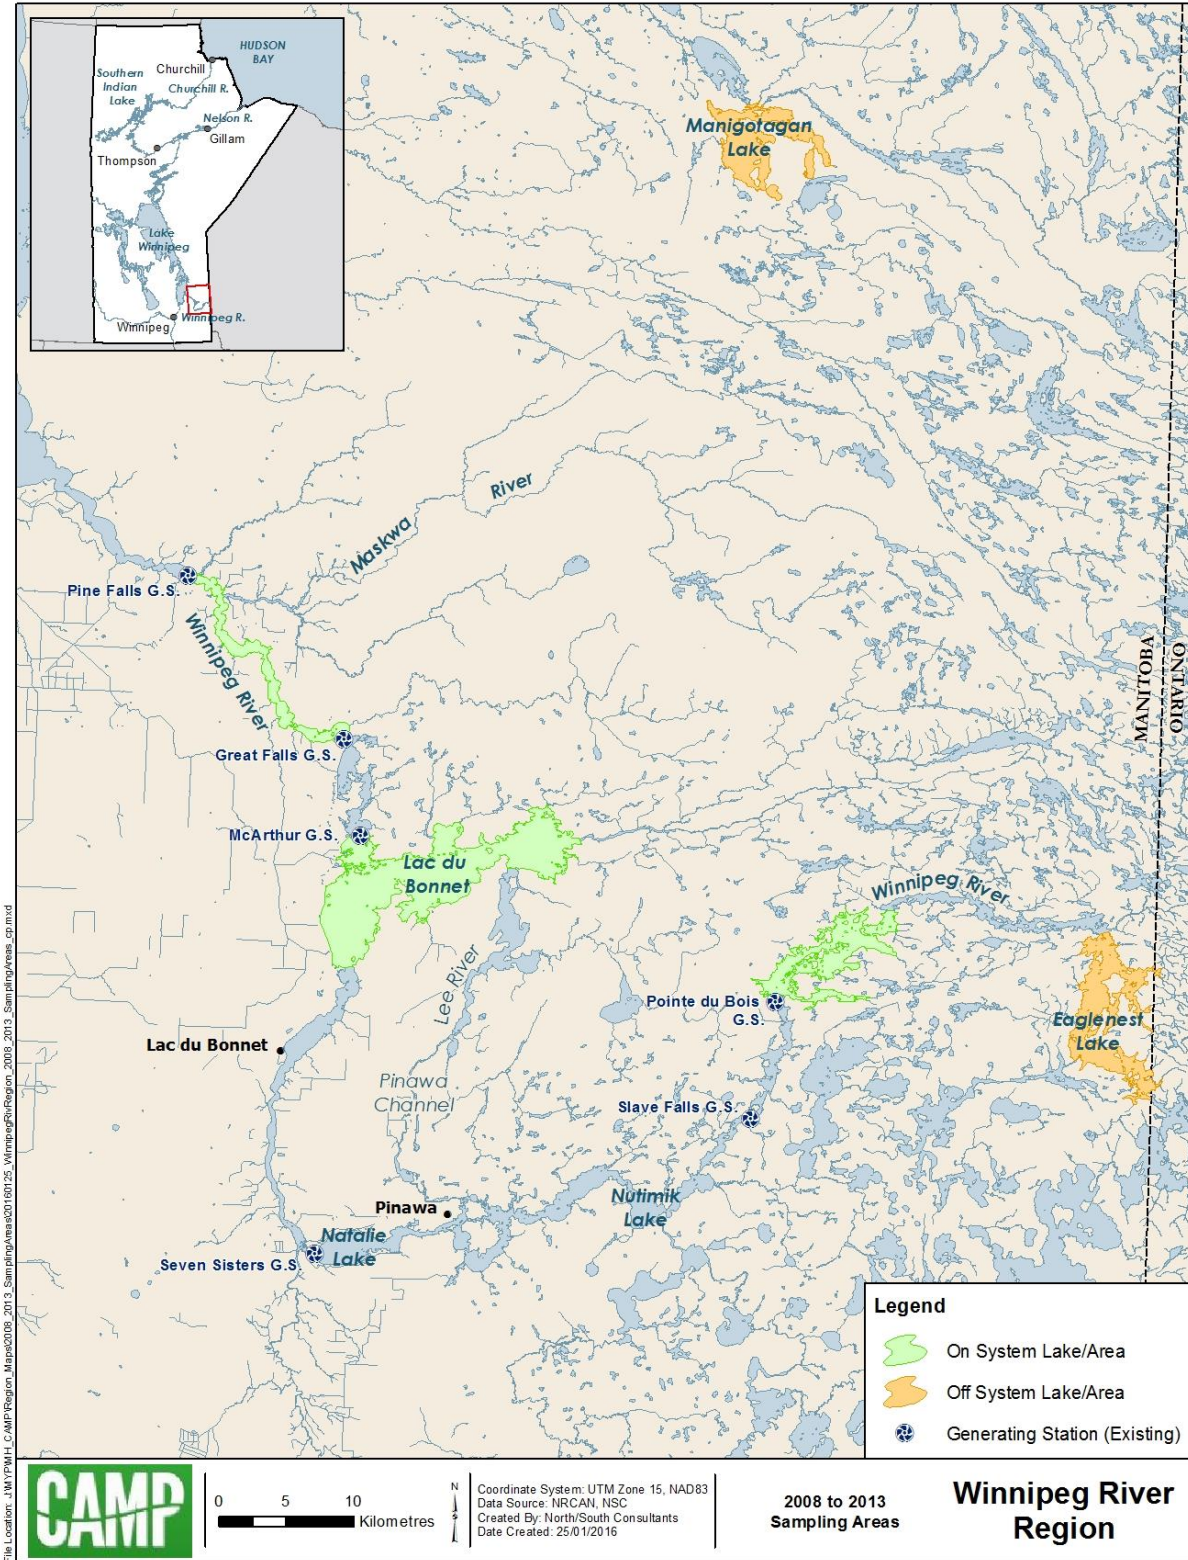 HUDSON
BAY
Churchill
Southern
Indian
Lake
Churchill R.
Nelson R.
Gillam
Thompson
Lake
Winnipeg
Winnipeg
Winnipeg R.
Manigotagan
Lake
Maskwa River
Pine Falls G.S.
Winnipeg River
Great Falls G.S.
McArthur G.S.
Lac du
Bonnet
MANITOBA
ONTARIO
Winnipeg River
Lee River
Pointe du Bois
G.S.
Eaglenest
Lake
Lac du Bonnet
Pinawa
Channel
Slave Falls G.S.
Nutimik
Lake
Pinawa
Natalie
Lake
Seven Sisters G.S.
Legend
On System Lake/Area
Off System Lake/Area
Generating Station (Existing)
CAMP
0 5 10
Kilometres
N
S
Coordinate System: UTM Zone 15, NAD83
Data Source: NRCAN, NSC
Created By: North/South Consultants
Date Created: 25/01/2016
2008 to 2013
Sampling Areas
Winnipeg River
Region